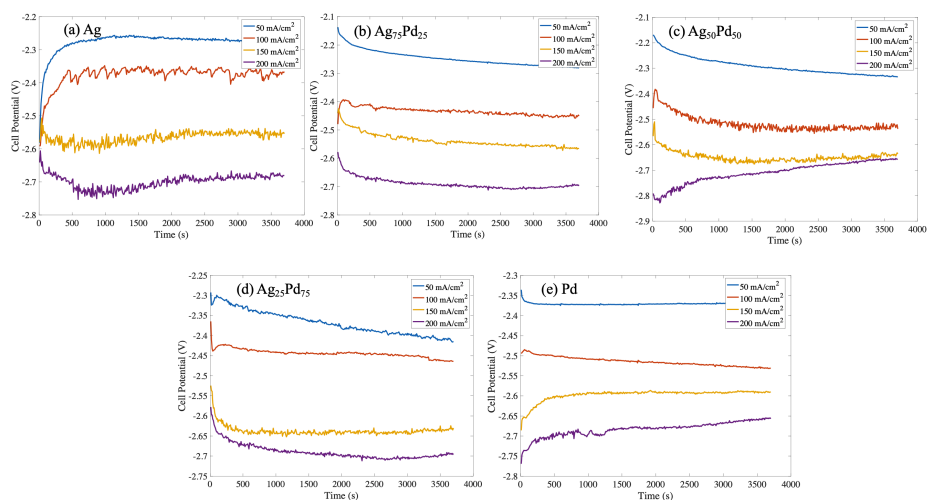 (a) Ag
50 mA/cm2
100 mA/cm2
150 mA/cm2
200 mA/cm2
-2.2
-2.3
-2.4
-2.5
-2.6
-2.7
-2.8
Cell Potential (V)
0 500 1000 1500 2000 2500 3000 3500 4000
Time (s)
(b) Ag75Pd25
50 mA/cm2
100 mA/cm2
150 mA/cm2
200 mA/cm2
-2.1
-2.2
-2.3
-2.4
-2.5
-2.6
-2.7
-2.8
0 500 1000 1500 2000 2500 3000 3500 4000
Time (s)
(c) Ag50Pd50
50 mA/cm2
100 mA/cm2
150 mA/cm2
200 mA/cm2
-2.1
-2.2
-2.3
-2.4
-2.5
-2.6
-2.7
-2.8
-2.9
0 500 1000 1500 2000 2500 3000 3500 4000
Time (s)
(d) Ag25Pd75
50 mA/cm2
100 mA/cm2
150 mA/cm2
200 mA/cm2
-2.25
-2.3
-2.35
-2.4
-2.45
-2.5
-2.55
-2.6
-2.65
-2.7
-2.75
Cell Potential (V)
0 500 1000 1500 2000 2500 3000 3500 4000
Time (s)
(e) Pd
50 mA/cm2
100 mA/cm2
150 mA/cm2
200 mA/cm2
-2.3
-2.4
-2.5
-2.6
-2.7
-2.8
Cell Potential (V)
0 500 1000 1500 2000 2500 3000 3500 4000
Time (s)